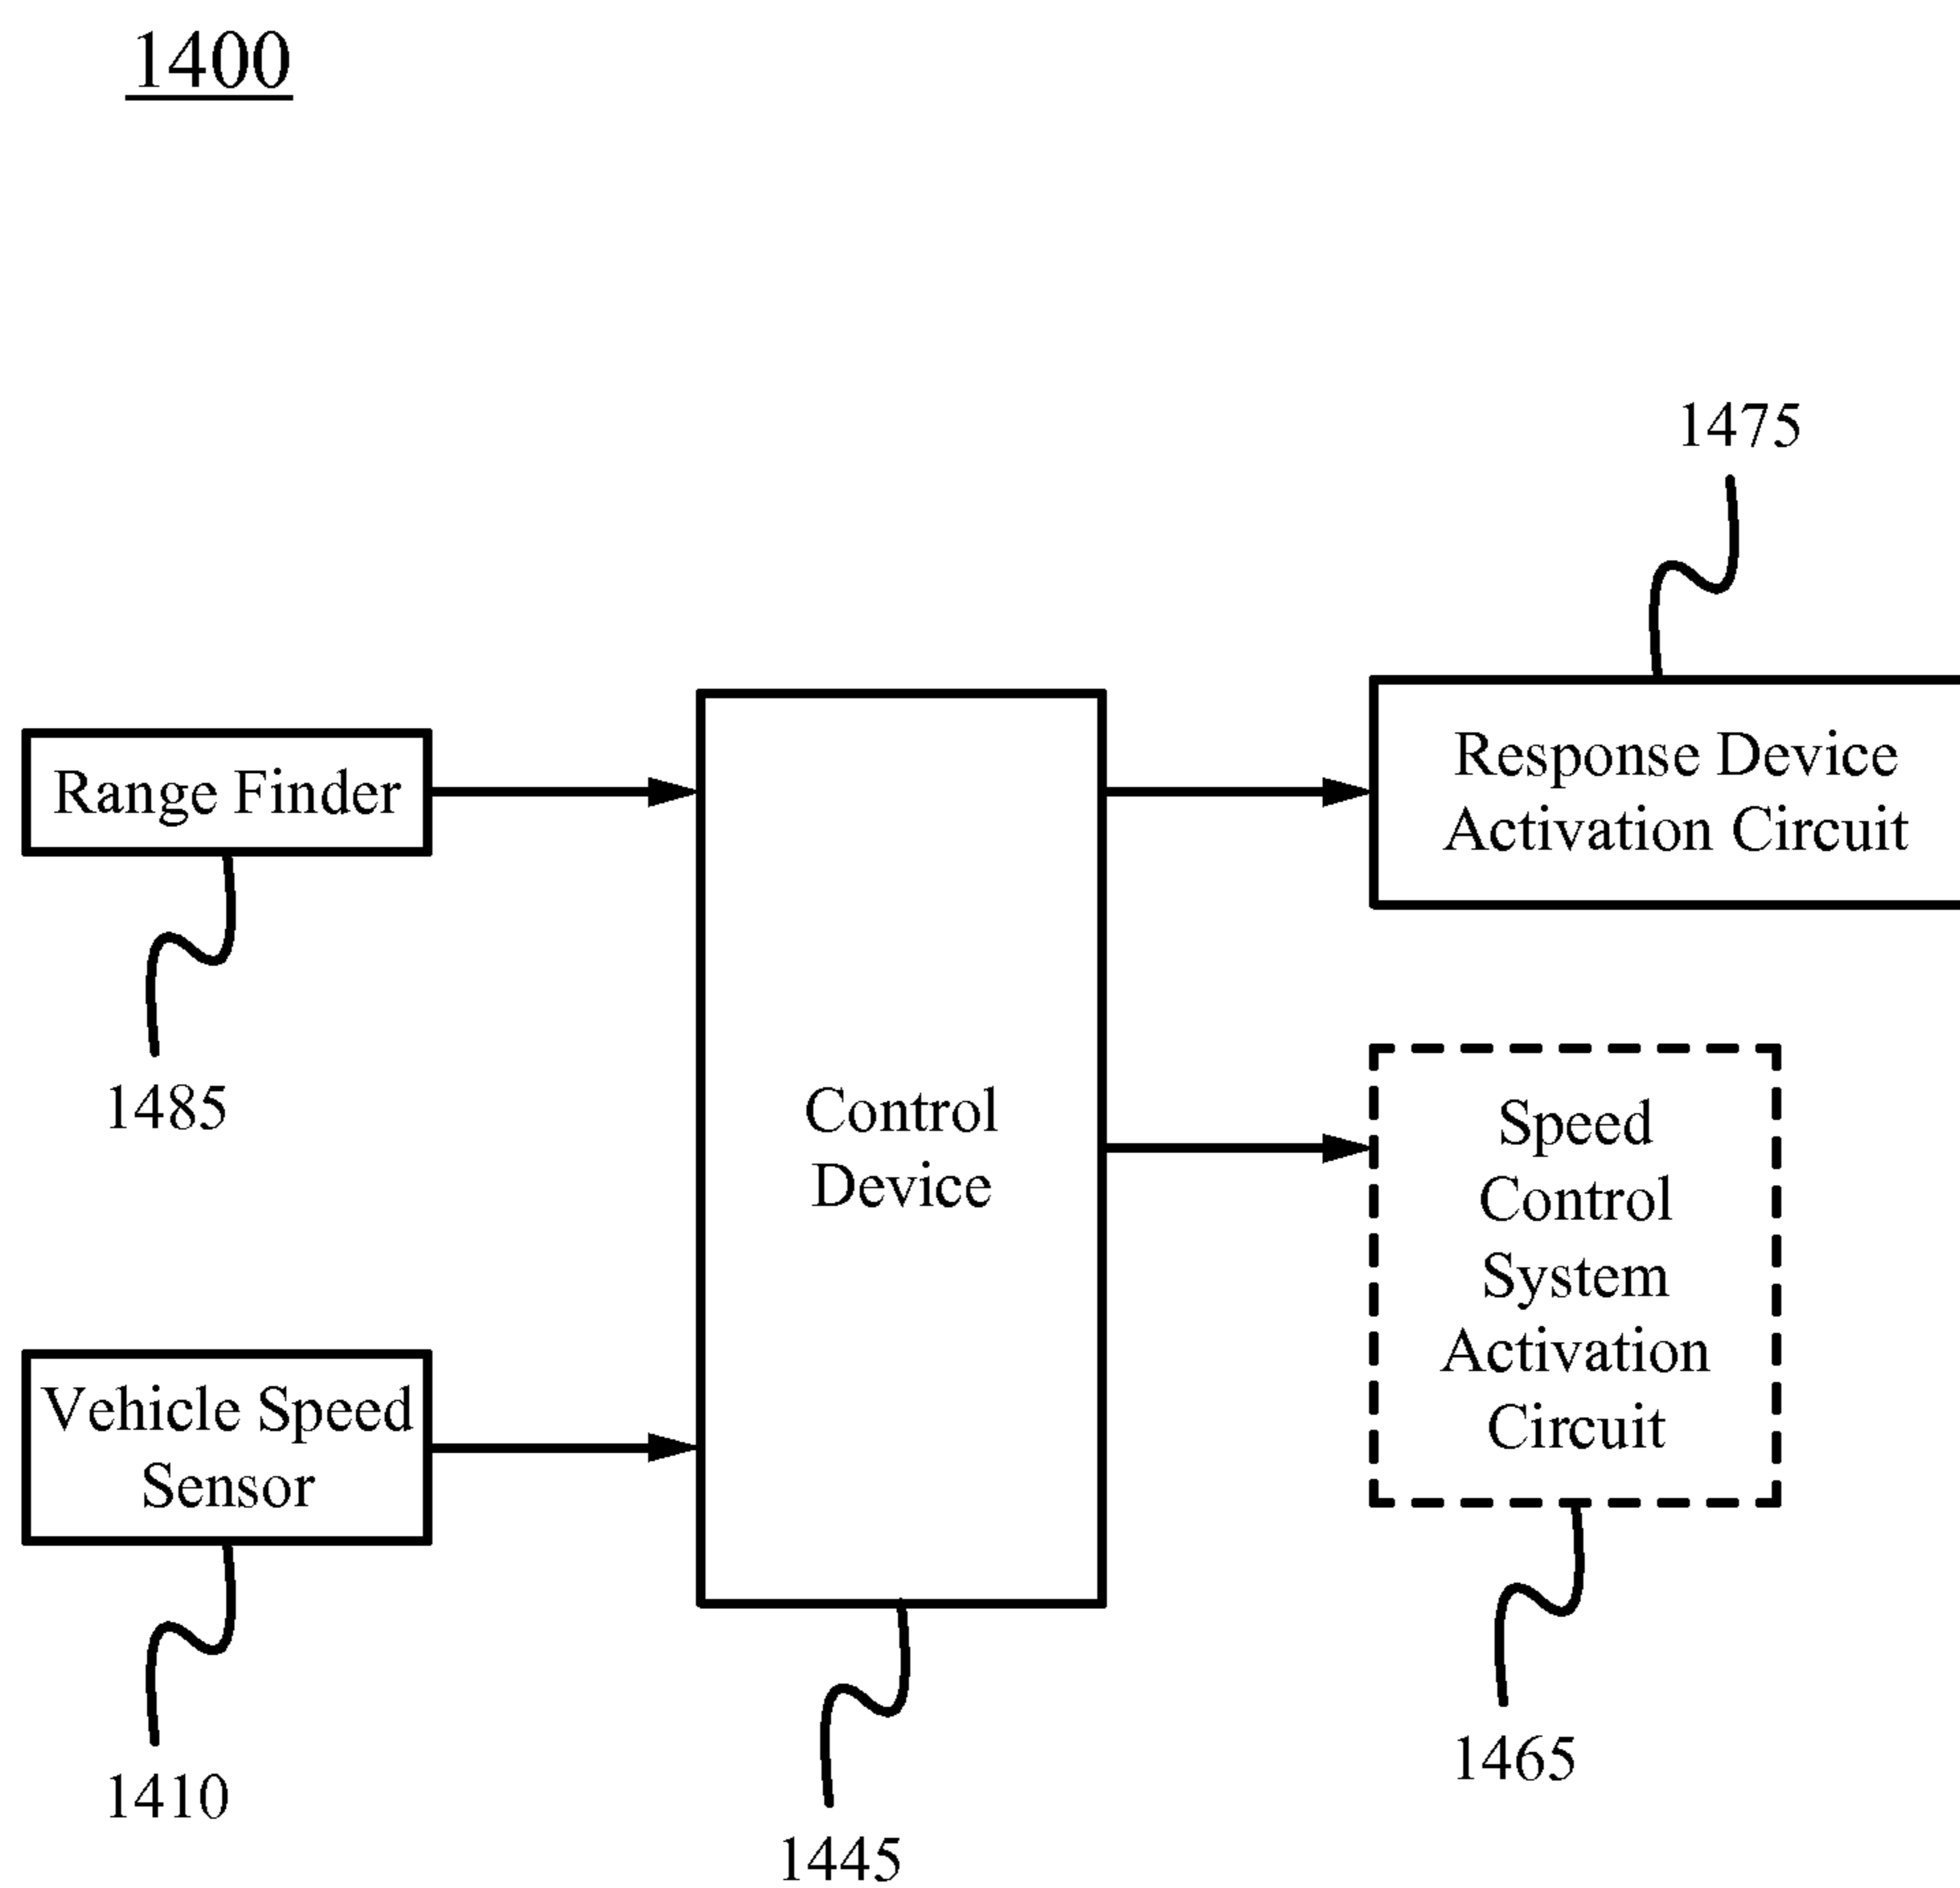 1400
1475
Range Finder
Response Device
Activation Circuit
1485
Control
Device
Speed
Control
System
Activation
Circuit
Vehicle Speed
Sensor
1410
1445
1465